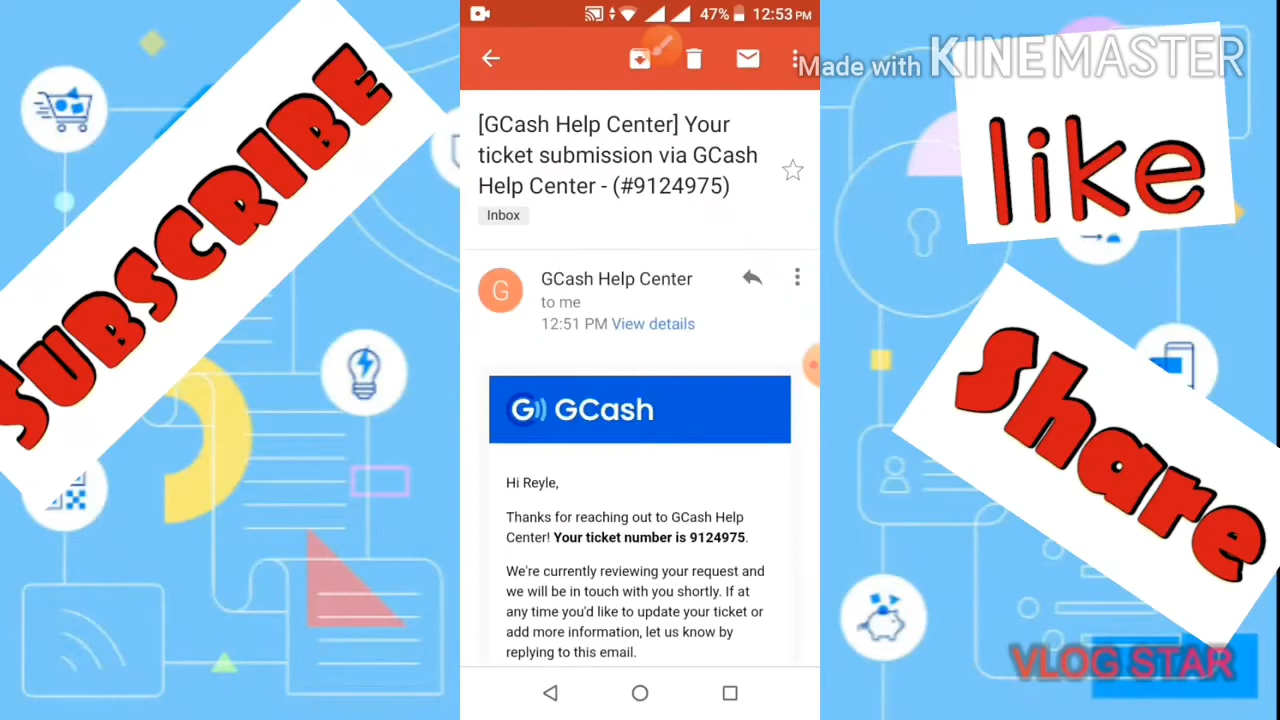 47% 12:53 PM
Made with KINEMASTER
SUBSCRIBE
like
[GCash Help Center] Your
ticket submission via GCash
Help Center - (#9124975)
Inbox
G
GCash Help Center
to me
12:51 PM View details
Share
G GCash
Hi Reyle,
Thanks for reaching out to GCash Help
Center! Your ticket number is 9124975.
We're currently reviewing your request and
we will be in touch with you shortly. If at
any time you'd like to update your ticket or
add more information, let us know by
replying to this email.
VLOG STAR